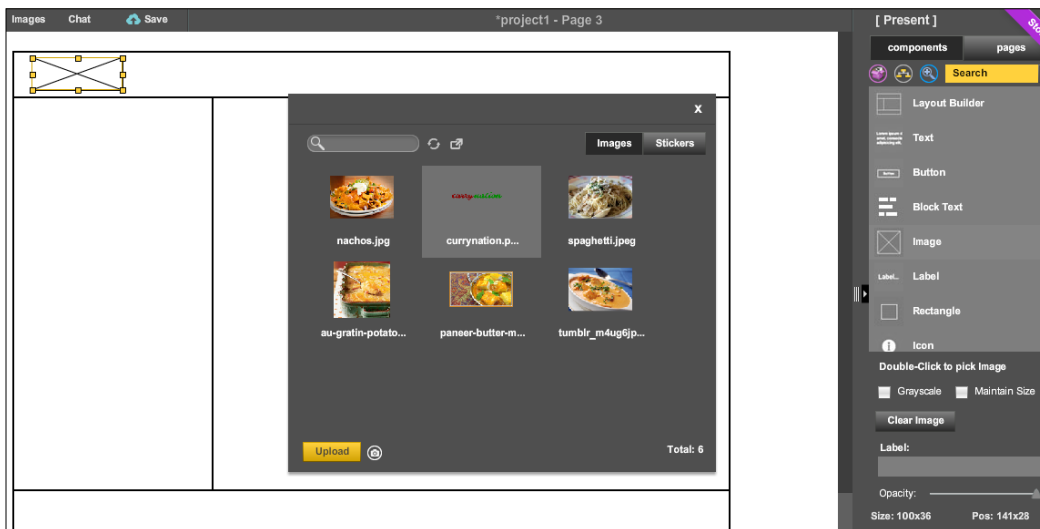 Images Chat Save *project1 - Page 3 [ Present ]
components pages
Search
Layout Builder
Text
Button
Block Text
Image
Label... Label
Rectangle
Icon
Double-Click to pick Image
Grayscale Maintain Size
Clear Image
Label:
Opacity:
Size: 100x36 Pos: 141x28
x
Images Stickers
nachos.jpg currynation.p... spaghetti.jpeg
au-gratin-potato... paneer-butter-m... tumblr_m4ug6jp...
Upload Total: 6